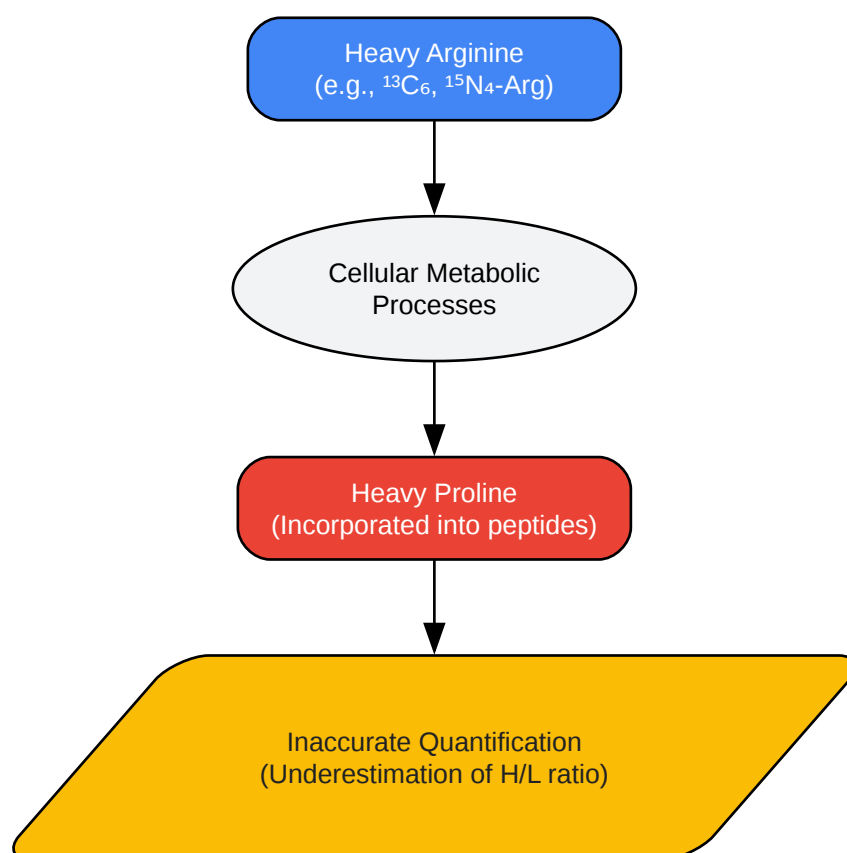 Heavy Arginine
(e.g., ¹³C₆, ¹⁵N₄-Arg)
Cellular Metabolic
Processes
Heavy Proline
(Incorporated into peptides)
Inaccurate Quantification
(Underestimation of H/L ratio)